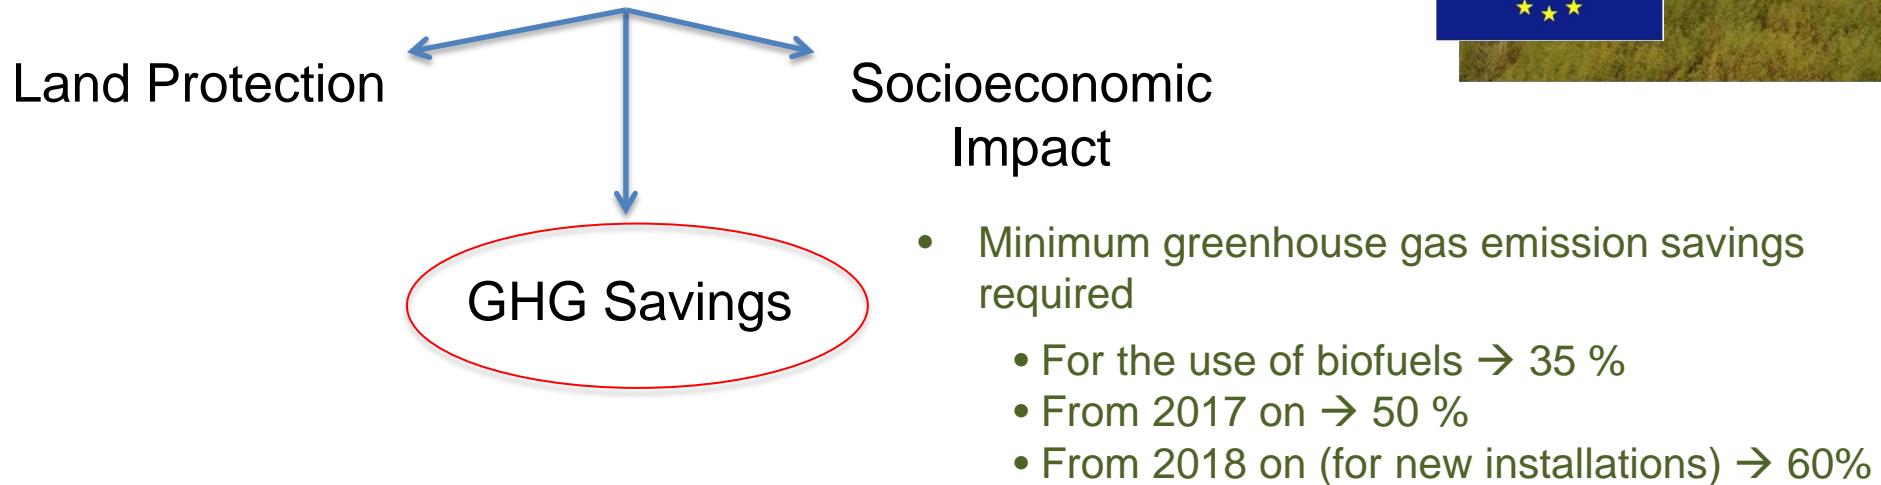 Land Protection
Socioeconomic
Impact
GHG Savings
• Minimum greenhouse gas emission savings
required
• For the use of biofuels → 35 %
• From 2017 on → 50 %
• From 2018 on (for new installations) → 60%